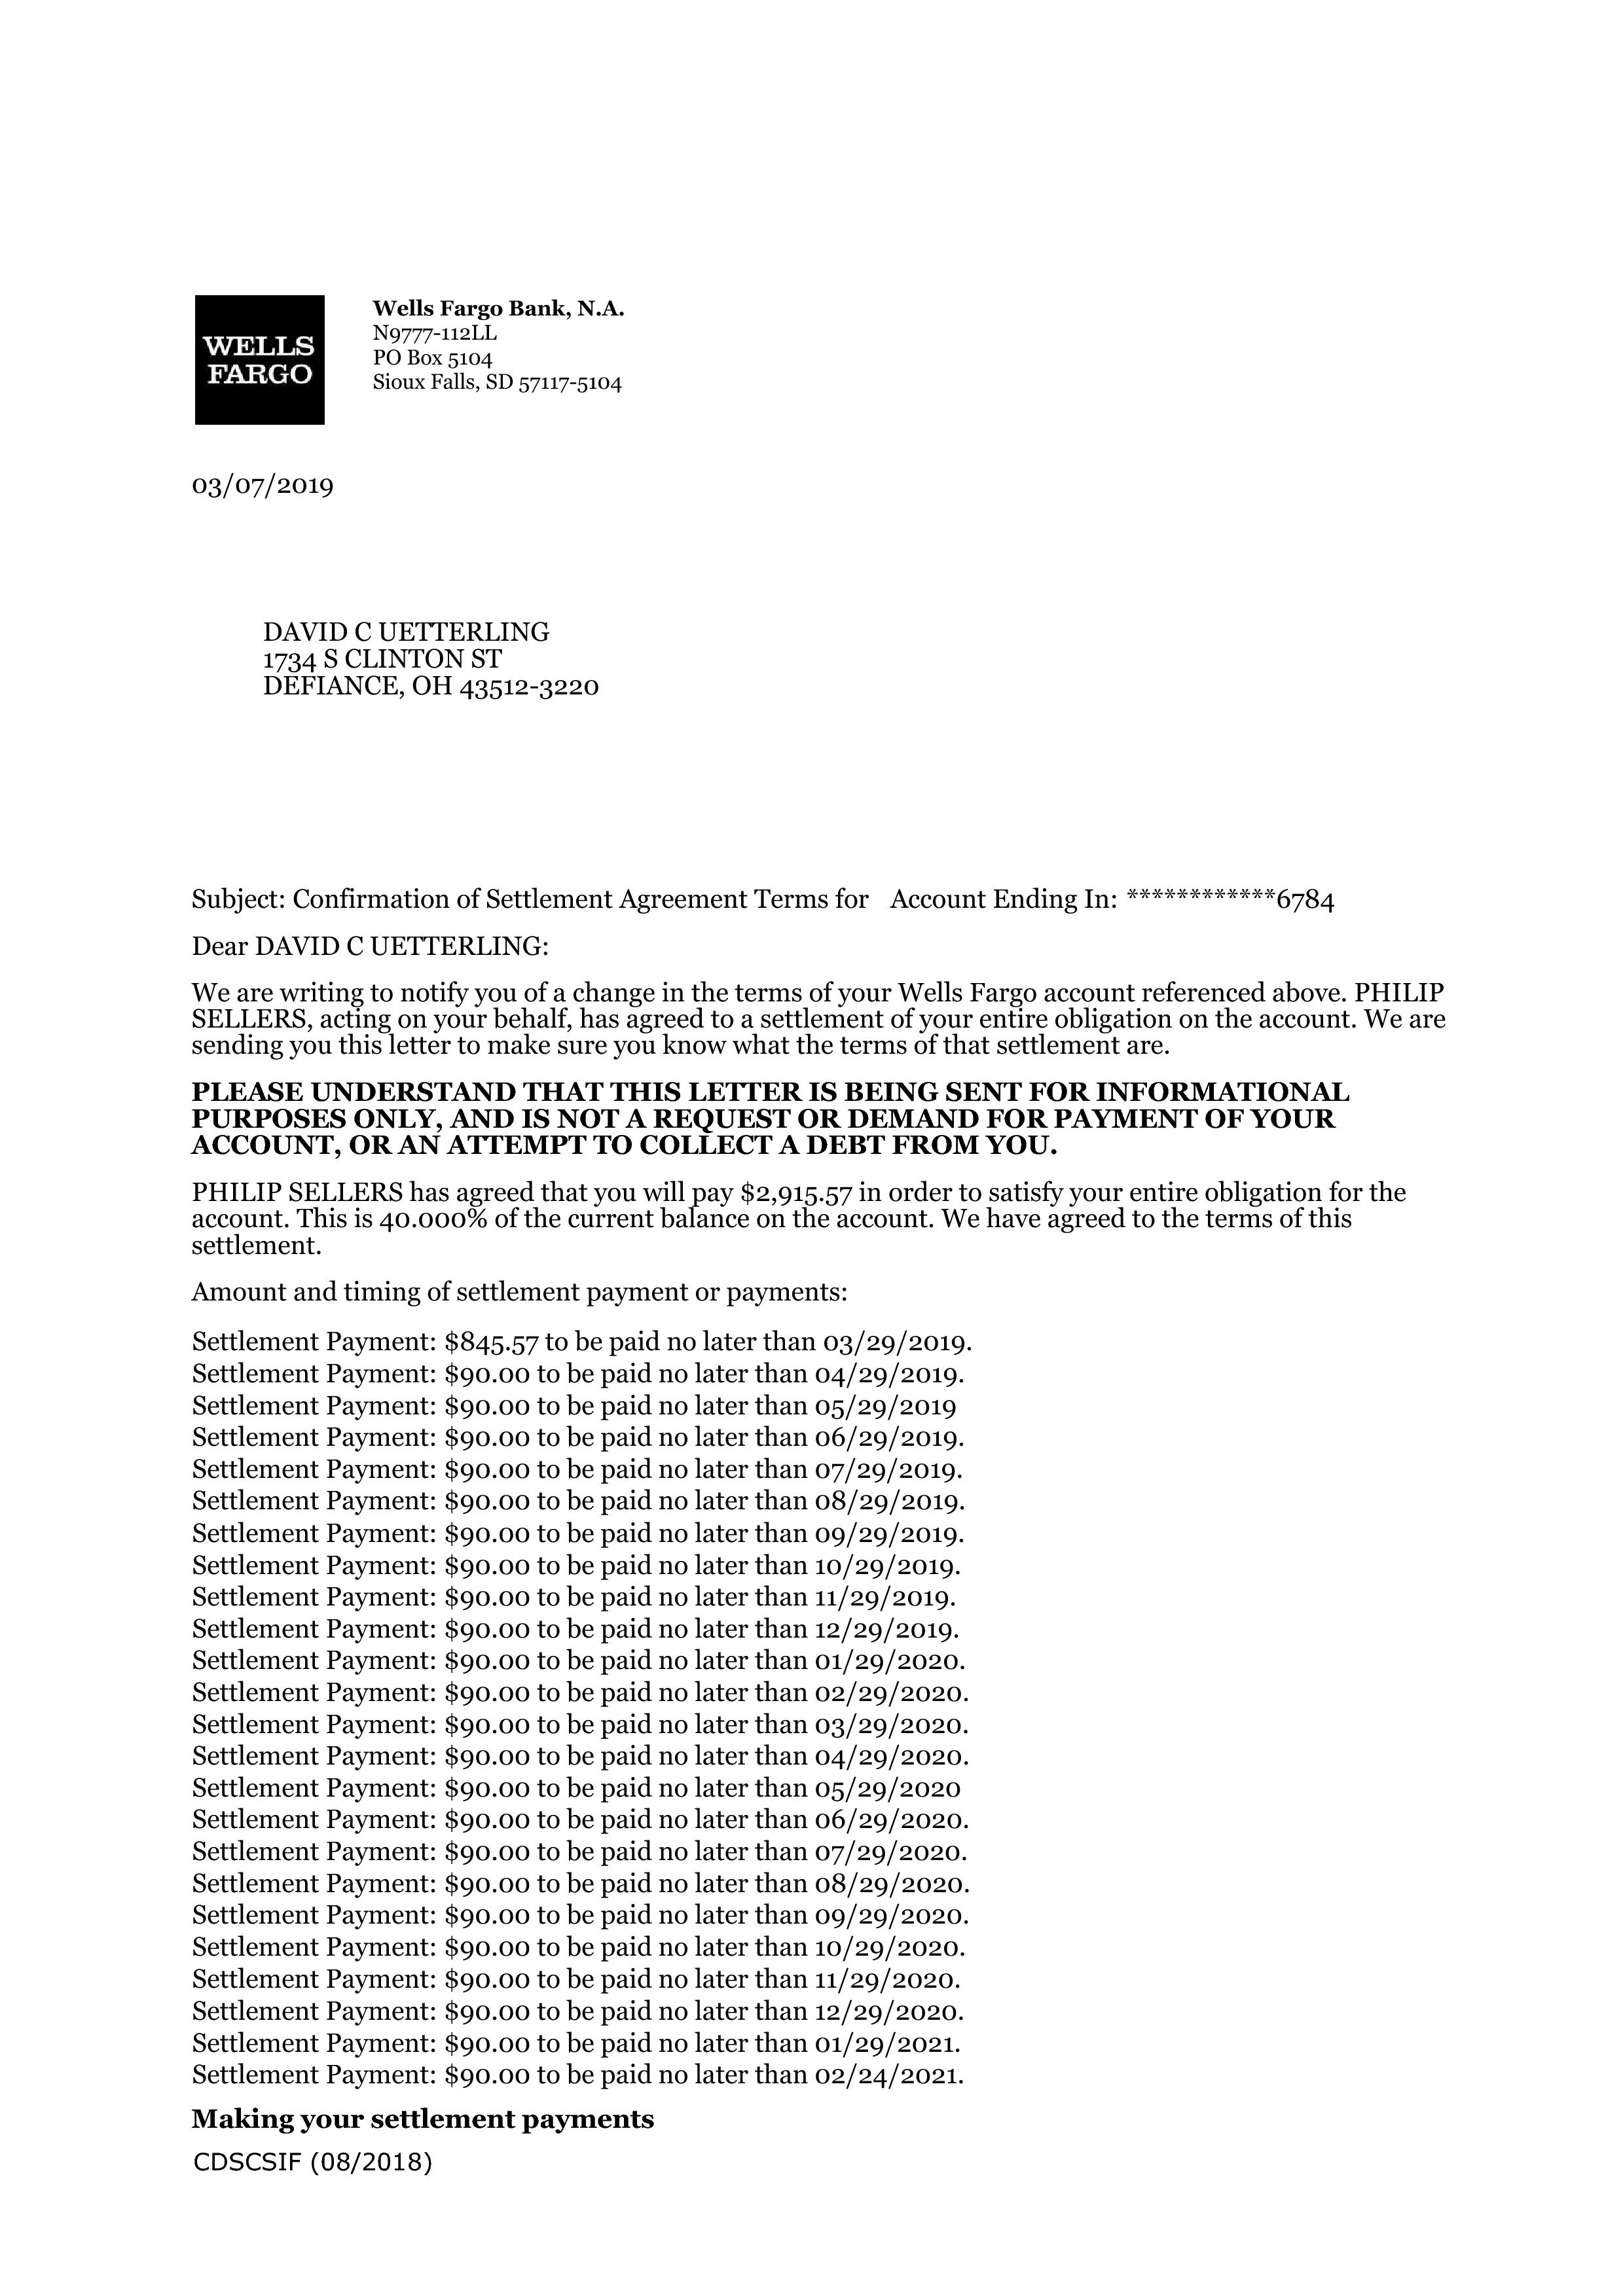 WELLS
FARGO
Wells Fargo Bank, N.A.
N9777-112LL
PO Box 5104
Sioux Falls, SD 57117-5104
03/07/2019
DAVID C UETTERLING
1734 S CLINTON ST
DEFIANCE, OH 43512-3220
Subject: Confirmation of Settlement Agreement Terms for Account Ending In: ************6784
Dear DAVID C UETTERLING:
We are writing to notify you of a change in the terms of your Wells Fargo account referenced above. PHILIP
SELLERS, acting on your behalf, has agreed to a settlement of your entire obligation on the account. We are
sending you this letter to make sure you know what the terms of that settlement are.
PLEASE UNDERSTAND THAT THIS LETTER IS BEING SENT FOR INFORMATIONAL
PURPOSES ONLY, AND IS NOT A REQUEST OR DEMAND FOR PAYMENT OF YOUR
ACCOUNT, OR AN ATTEMPT TO COLLECT A DEBT FROM YOU.
PHILIP SELLERS has agreed that you will pay $2,915.57 in order to satisfy your entire obligation for the
account. This is 40.000% of the current balance on the account. We have agreed to the terms of this
settlement.
Amount and timing of settlement payment or payments:
Settlement Payment: $845.57 to be paid no later than 03/29/2019.
Settlement Payment: $90.00 to be paid no later than 04/29/2019.
Settlement Payment: $90.00 to be paid no later than 05/29/2019
Settlement Payment: $90.00 to be paid no later than 06/29/2019.
Settlement Payment: $90.00 to be paid no later than 07/29/2019.
Settlement Payment: $90.00 to be paid no later than 08/29/2019.
Settlement Payment: $90.00 to be paid no later than 09/29/2019.
Settlement Payment: $90.00 to be paid no later than 10/29/2019.
Settlement Payment: $90.00 to be paid no later than 11/29/2019.
Settlement Payment: $90.00 to be paid no later than 12/29/2019.
Settlement Payment: $90.00 to be paid no later than 01/29/2020.
Settlement Payment: $90.00 to be paid no later than 02/29/2020.
Settlement Payment: $90.00 to be paid no later than 03/29/2020.
Settlement Payment: $90.00 to be paid no later than 04/29/2020.
Settlement Payment: $90.00 to be paid no later than 05/29/2020
Settlement Payment: $90.00 to be paid no later than 06/29/2020.
Settlement Payment: $90.00 to be paid no later than 07/29/2020.
Settlement Payment: $90.00 to be paid no later than 08/29/2020.
Settlement Payment: $90.00 to be paid no later than 09/29/2020.
Settlement Payment: $90.00 to be paid no later than 10/29/2020.
Settlement Payment: $90.00 to be paid no later than 11/29/2020.
Settlement Payment: $90.00 to be paid no later than 12/29/2020.
Settlement Payment: $90.00 to be paid no later than 01/29/2021.
Settlement Payment: $90.00 to be paid no later than 02/24/2021.
Making your settlement payments
CDSCSIF (08/2018)